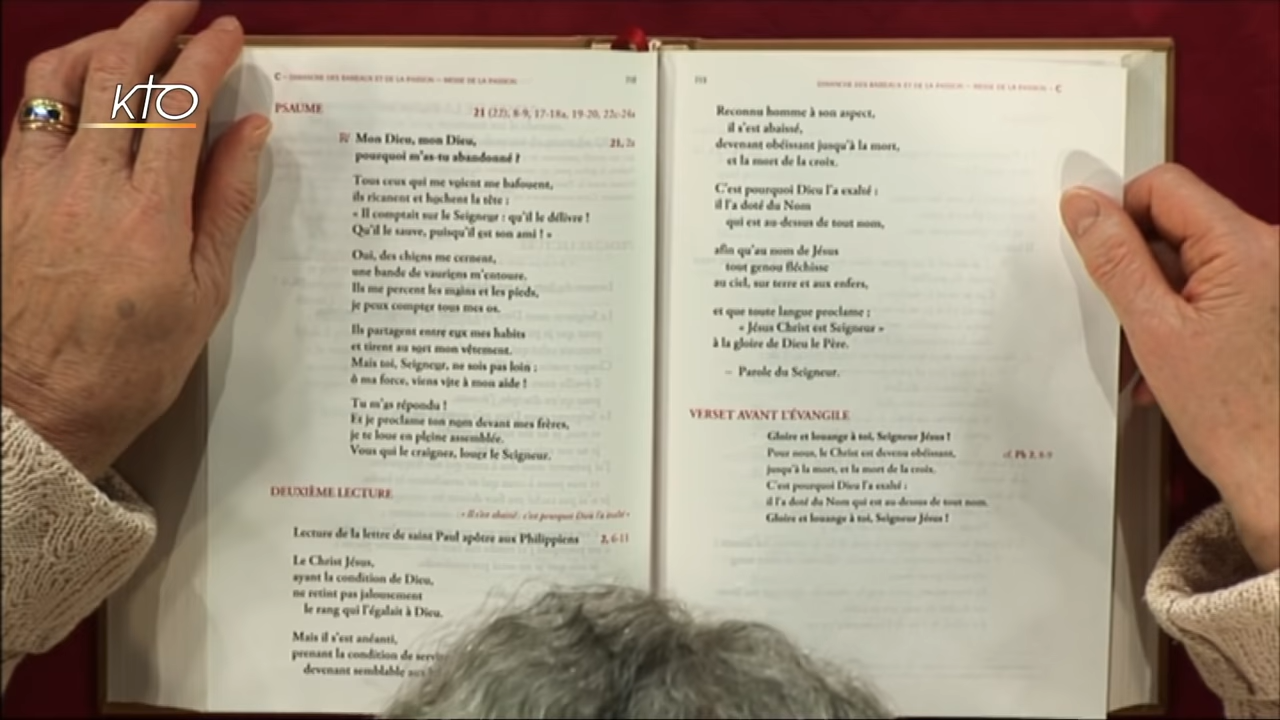 KTO
C – DIMANCHE DES RAMEAUX ET DE LA PASSION – MESSE DE LA PASSION
PSAUME
21 (22), 8-9, 17-18a, 19-20, 22c-24a
R/ Mon Dieu, mon Dieu,
21, 2a
pourquoi m'as-tu abandonné ?
Tous ceux qui me voient me bafouent,
ils ricanent et hochent la tête :
« Il comptait sur le Seigneur : qu'il le délivre !
Qu'il le sauve, puisqu'il est son ami ! »
Oui, des chiens me cernent,
une bande de vauriens m'entoure.
Ils me percent les mains et les pieds,
je peux compter tous mes os.
Ils partagent entre eux mes habits
et tirent au sort mon vêtement.
Mais toi, Seigneur, ne sois pas loin :
ô ma force, viens vite à mon aide !
Tu m'as répondu !
Et je proclame ton nom devant mes frères,
je te loue en pleine assemblée.
Vous qui le craignez, louez le Seigneur.
DEUXIÈME LECTURE
« Il s'est abaissé : c'est pourquoi Dieu l'a exalté »
Lecture de la lettre de saint Paul apôtre aux Philippiens
2, 6-11
Le Christ Jésus,
ayant la condition de Dieu,
ne retint pas jalousement
le rang qui l'égalait à Dieu.
Mais il s'est anéanti,
prenant la condition de
devenant semblable aux
DIMANCHE DES RAMEAUX ET DE LA PASSION – MESSE DE LA PASSION – C
Reconnu homme à son aspect,
il s'est abaissé,
devenant obéissant jusqu'à la mort,
et la mort de la croix.
C'est pourquoi Dieu l'a exalté :
il l'a doté du Nom
qui est au-dessus de tout nom,
afin qu'au nom de Jésus
tout genou fléchisse
au ciel, sur terre et aux enfers,
et que toute langue proclame :
« Jésus Christ est Seigneur »
à la gloire de Dieu le Père.
– Parole du Seigneur.
VERSET AVANT L'ÉVANGILE
Gloire et louange à toi, Seigneur Jésus !
Pour nous, le Christ est devenu obéissant,
cf. Ph 2, 8-9
jusqu'à la mort, et la mort de la croix.
C'est pourquoi Dieu l'a exalté :
il l'a doté du Nom qui est au-dessus de tout nom.
Gloire et louange à toi, Seigneur Jésus !